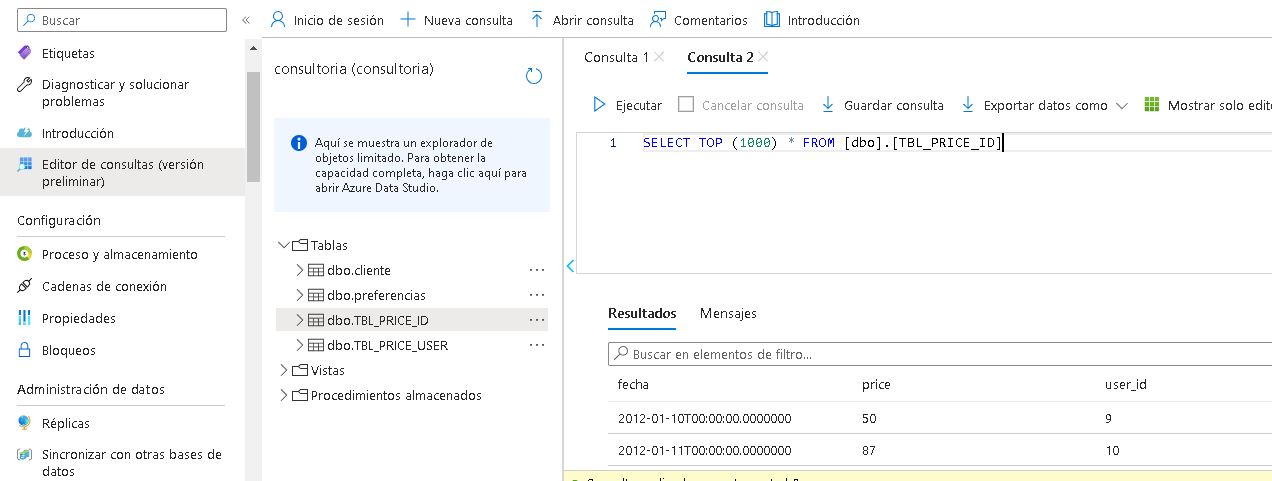 Buscar
«
Etiquetas
Diagnosticar y solucionar
problemas
Introducción
Editor de consultas (versión
preliminar)
Configuración
Proceso y almacenamiento
Cadenas de conexión
Propiedades
Bloqueos
Administración de datos
Réplicas
Sincronizar con otras bases de
datos
Inicio de sesión
Nueva consulta
Abrir consulta
Comentarios
Introducción
consultoria (consultoria)
Aquí se muestra un explorador de
objetos limitado. Para obtener la
capacidad completa, haga clic aquí para
abrir Azure Data Studio.
Tablas
dbo.cliente ...
dbo.preferencias ...
dbo.TBL_PRICE_ID ...
dbo.TBL_PRICE_USER ...
Vistas
Procedimientos almacenados
Consulta 1 Consulta 2
Ejecutar Cancelar consulta Guardar consulta Exportar datos como Mostrar solo edit
1 SELECT TOP (1000) * FROM [dbo].[TBL_PRICE_ID]
Resultados Mensajes
Buscar en elementos de filtro...
fecha price user_id
2012-01-10T00:00:00.0000000 50 9
2012-01-11T00:00:00.0000000 87 10